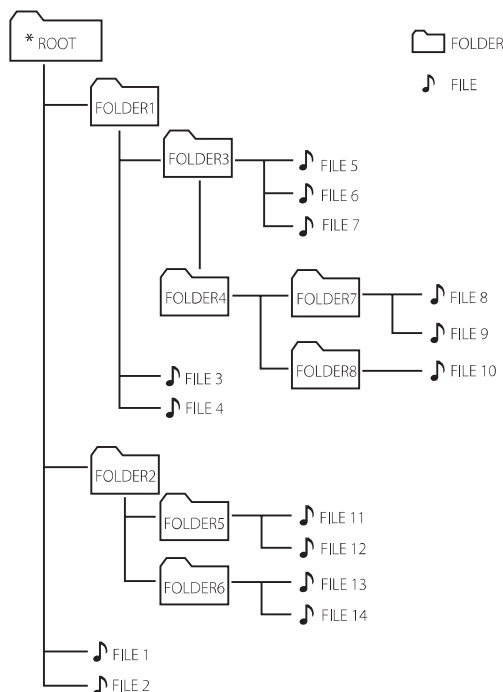 * ROOT
FOLDER
FILE
FOLDER1
FOLDER3
FILE 5
FILE 6
FILE 7
FOLDER4
FOLDER7
FILE 8
FILE 9
FOLDER8
FILE 10
FILE 3
FILE 4
FOLDER2
FOLDER5
FILE 11
FILE 12
FOLDER6
FILE 13
FILE 14
FILE 1
FILE 2